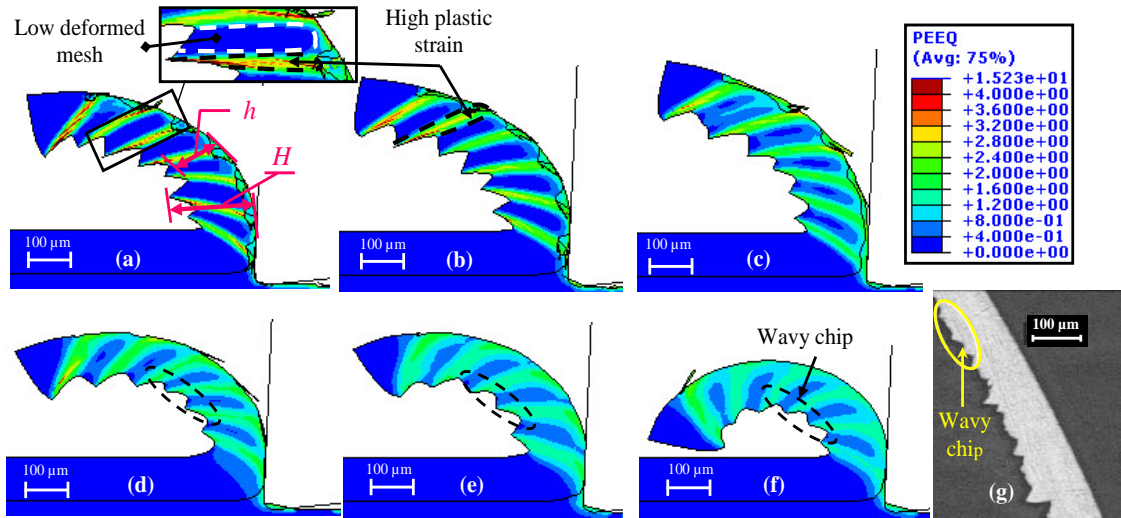 Low deformed
mesh
High plastic
strain
h
H
100 µm
(a)
100 µm
(b)
100 µm
(c)
PEEQ
(Avg: 75%)
+1.523e+01
+4.000e+00
+3.600e+00
+3.200e+00
+2.800e+00
+2.400e+00
+2.000e+00
+1.600e+00
+1.200e+00
+8.000e-01
+4.000e-01
+0.000e+00
100 µm
(d)
100 µm
(e)
Wavy chip
100 µm
(f)
100 µm
Wavy
chip
(g)